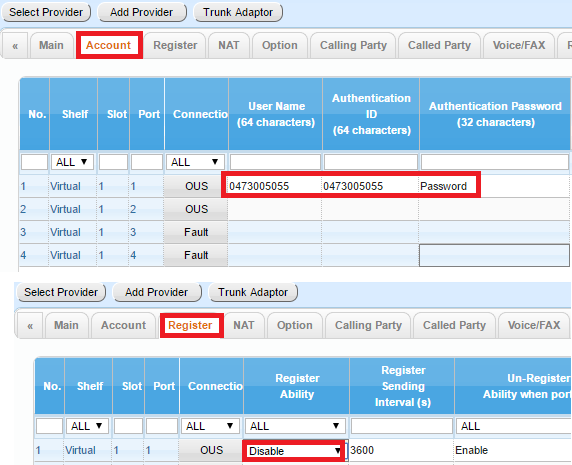 Select Provider Add Provider Trunk Adaptor
« Main Account Register NAT Option Calling Party Called Party Voice/FAX
No. Shelf Slot Port Connectio User Name (64 characters) Authentication ID (64 characters) Authentication Password (32 characters)
ALL ▼ ALL ▼
1 Virtual 1 1 OUS 0473005055 0473005055 Password
2 Virtual 1 2 OUS
3 Virtual 1 3 Fault
4 Virtual 1 4 Fault
Select Provider Add Provider Trunk Adaptor
« Main Account Register NAT Option Calling Party Called Party Voice/FAX
No. Shelf Slot Port Connectio Register Ability Register Sending Interval (s) Un-Register Ability when port
ALL ▼ ALL ▼ ALL ▼ ALL
1 Virtual 1 1 OUS Disable ▼ 3600 Enable